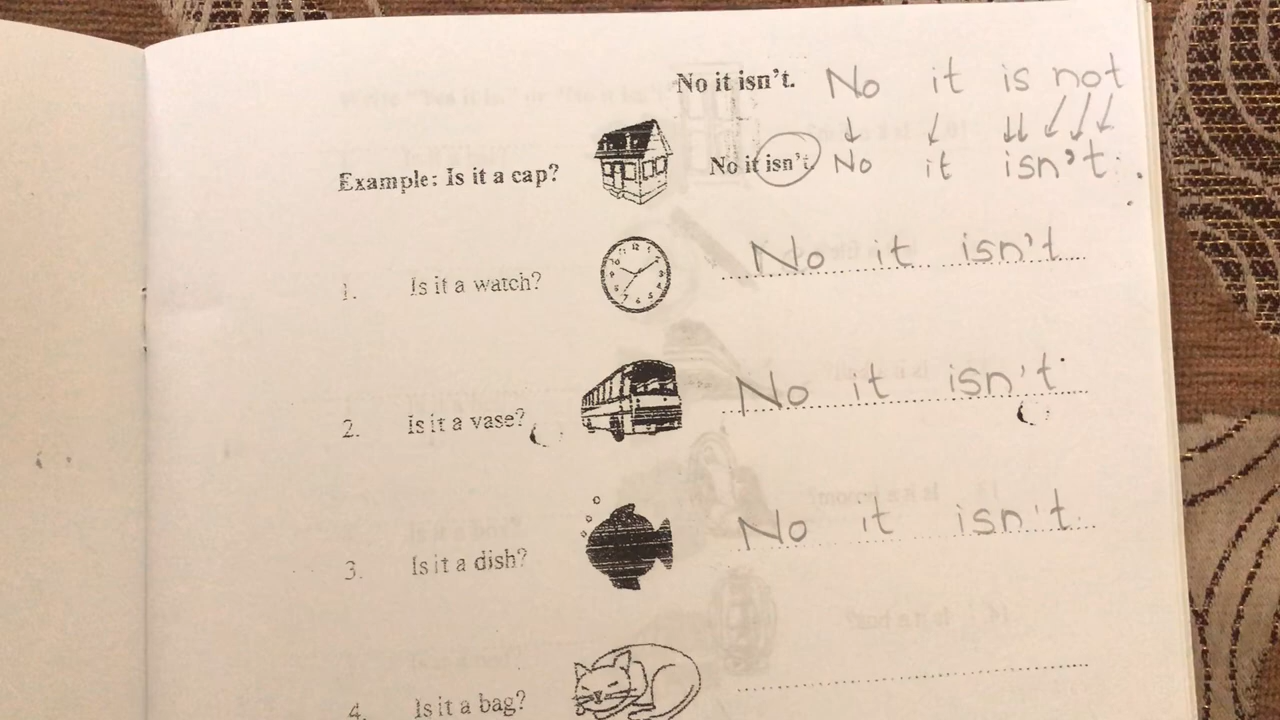 No it isn't. No it is not
Example: Is it a cap? No it isn't. No it isn't.
1. Is it a watch? No it isn't
2. Is it a vase? No it isn't
3. Is it a dish? No it isn't.
4. Is it a bag?